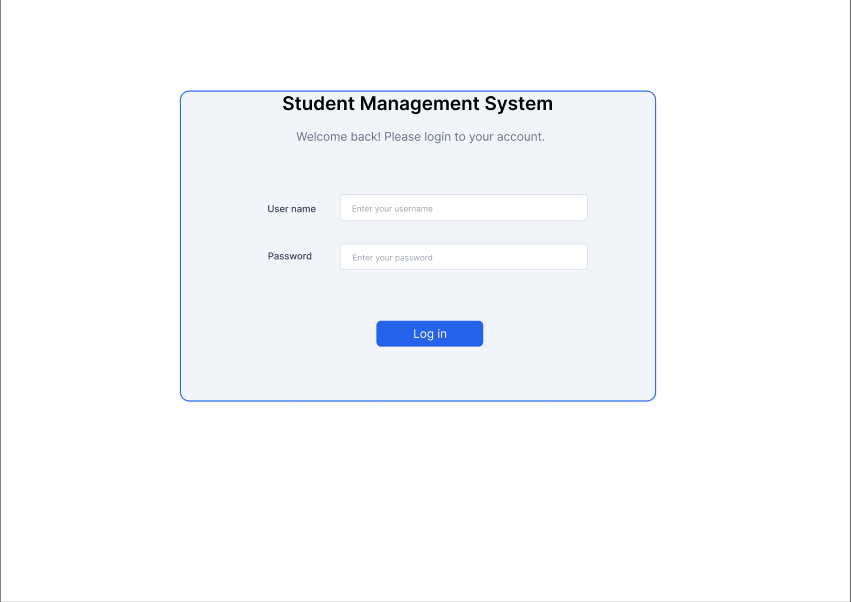 Student Management System
Welcome back! Please login to your account.
User name
Enter your username
Password
Enter your password
Log in